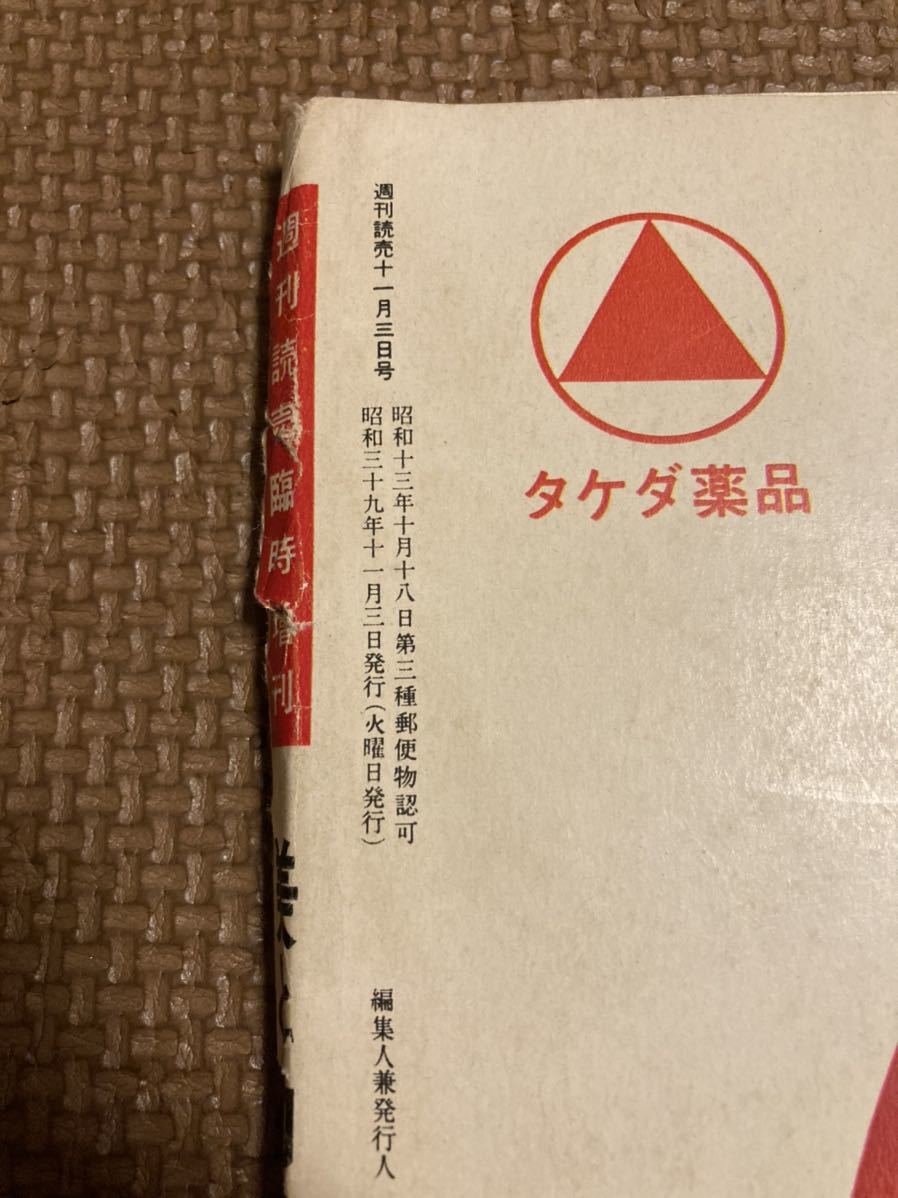 週刊読売十一月三日号
昭和十三年十月十八日第三種郵便物認可
昭和三十九年十一月三日発行(火曜日発行)
編集人兼発行人
タケダ薬品
週刊読売臨時増刊